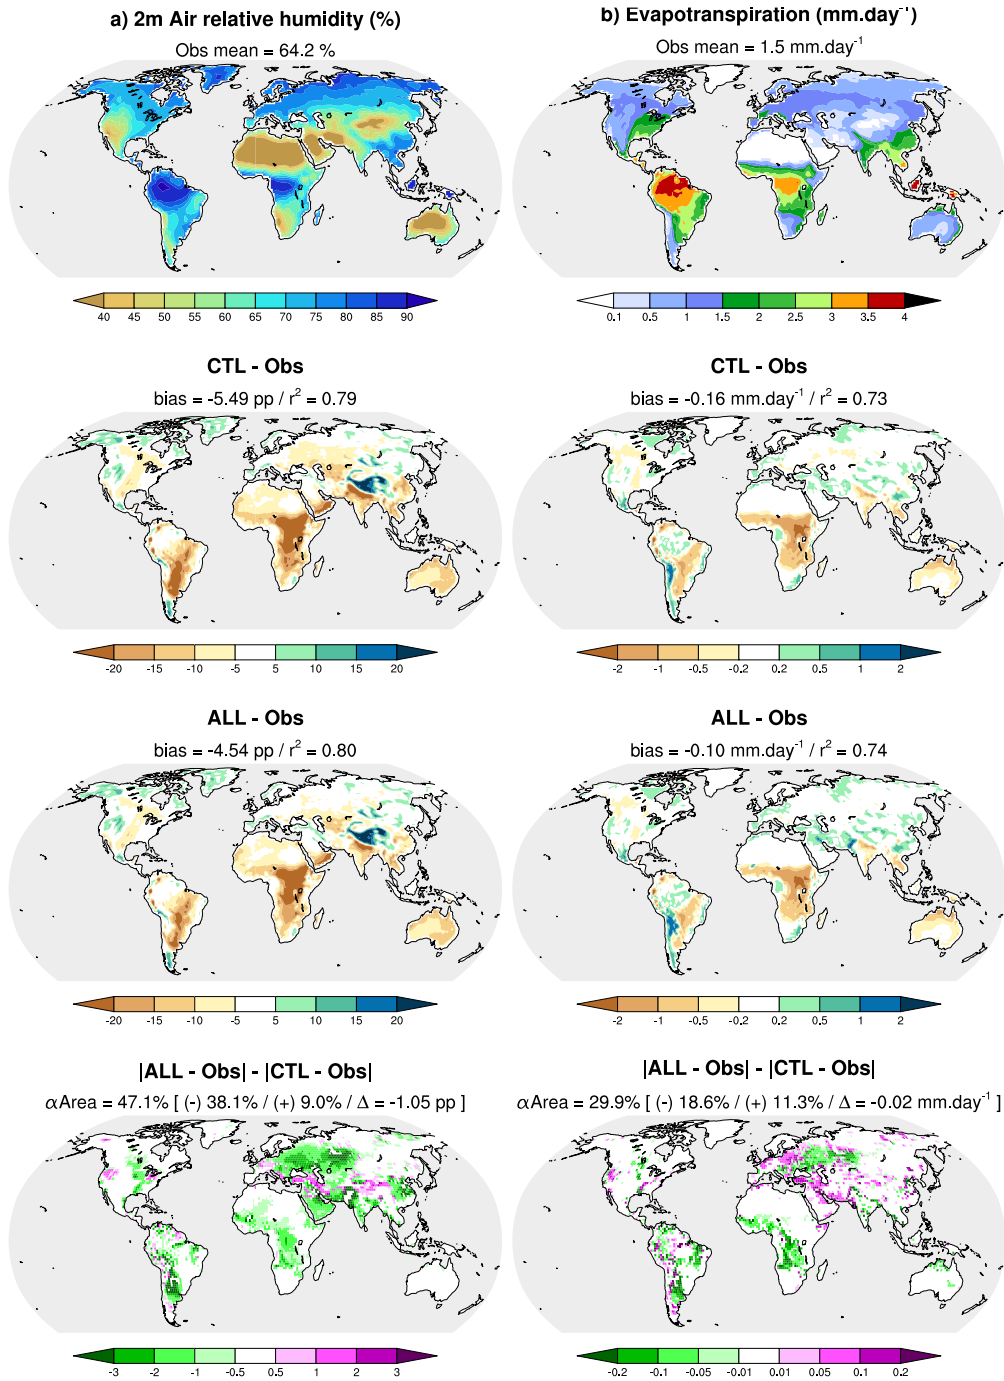 a) 2m Air relative humidity (%)
Obs mean = 64.2 %
40 45 50 55 60 65 70 75 80 85 90
b) Evapotranspiration (mm.day⁻¹)
Obs mean = 1.5 mm.day⁻¹
0.1 0.5 1 1.5 2 2.5 3 3.5 4
CTL - Obs
bias = -5.49 pp / r² = 0.79
-20 -15 -10 -5 5 10 15 20
CTL - Obs
bias = -0.16 mm.day⁻¹ / r² = 0.73
-2 -1 -0.5 -0.2 0.2 0.5 1 2
ALL - Obs
bias = -4.54 pp / r² = 0.80
-20 -15 -10 -5 5 10 15 20
ALL - Obs
bias = -0.10 mm.day⁻¹ / r² = 0.74
-2 -1 -0.5 -0.2 0.2 0.5 1 2
|ALL - Obs| - |CTL - Obs|
αArea = 47.1% [ (-) 38.1% / (+) 9.0% / Δ = -1.05 pp ]
-3 -2 -1 -0.5 0.5 1 2 3
|ALL - Obs| - |CTL - Obs|
αArea = 29.9% [ (-) 18.6% / (+) 11.3% / Δ = -0.02 mm.day⁻¹ ]
-0.2 -0.1 -0.05 -0.01 0.01 0.05 0.1 0.2